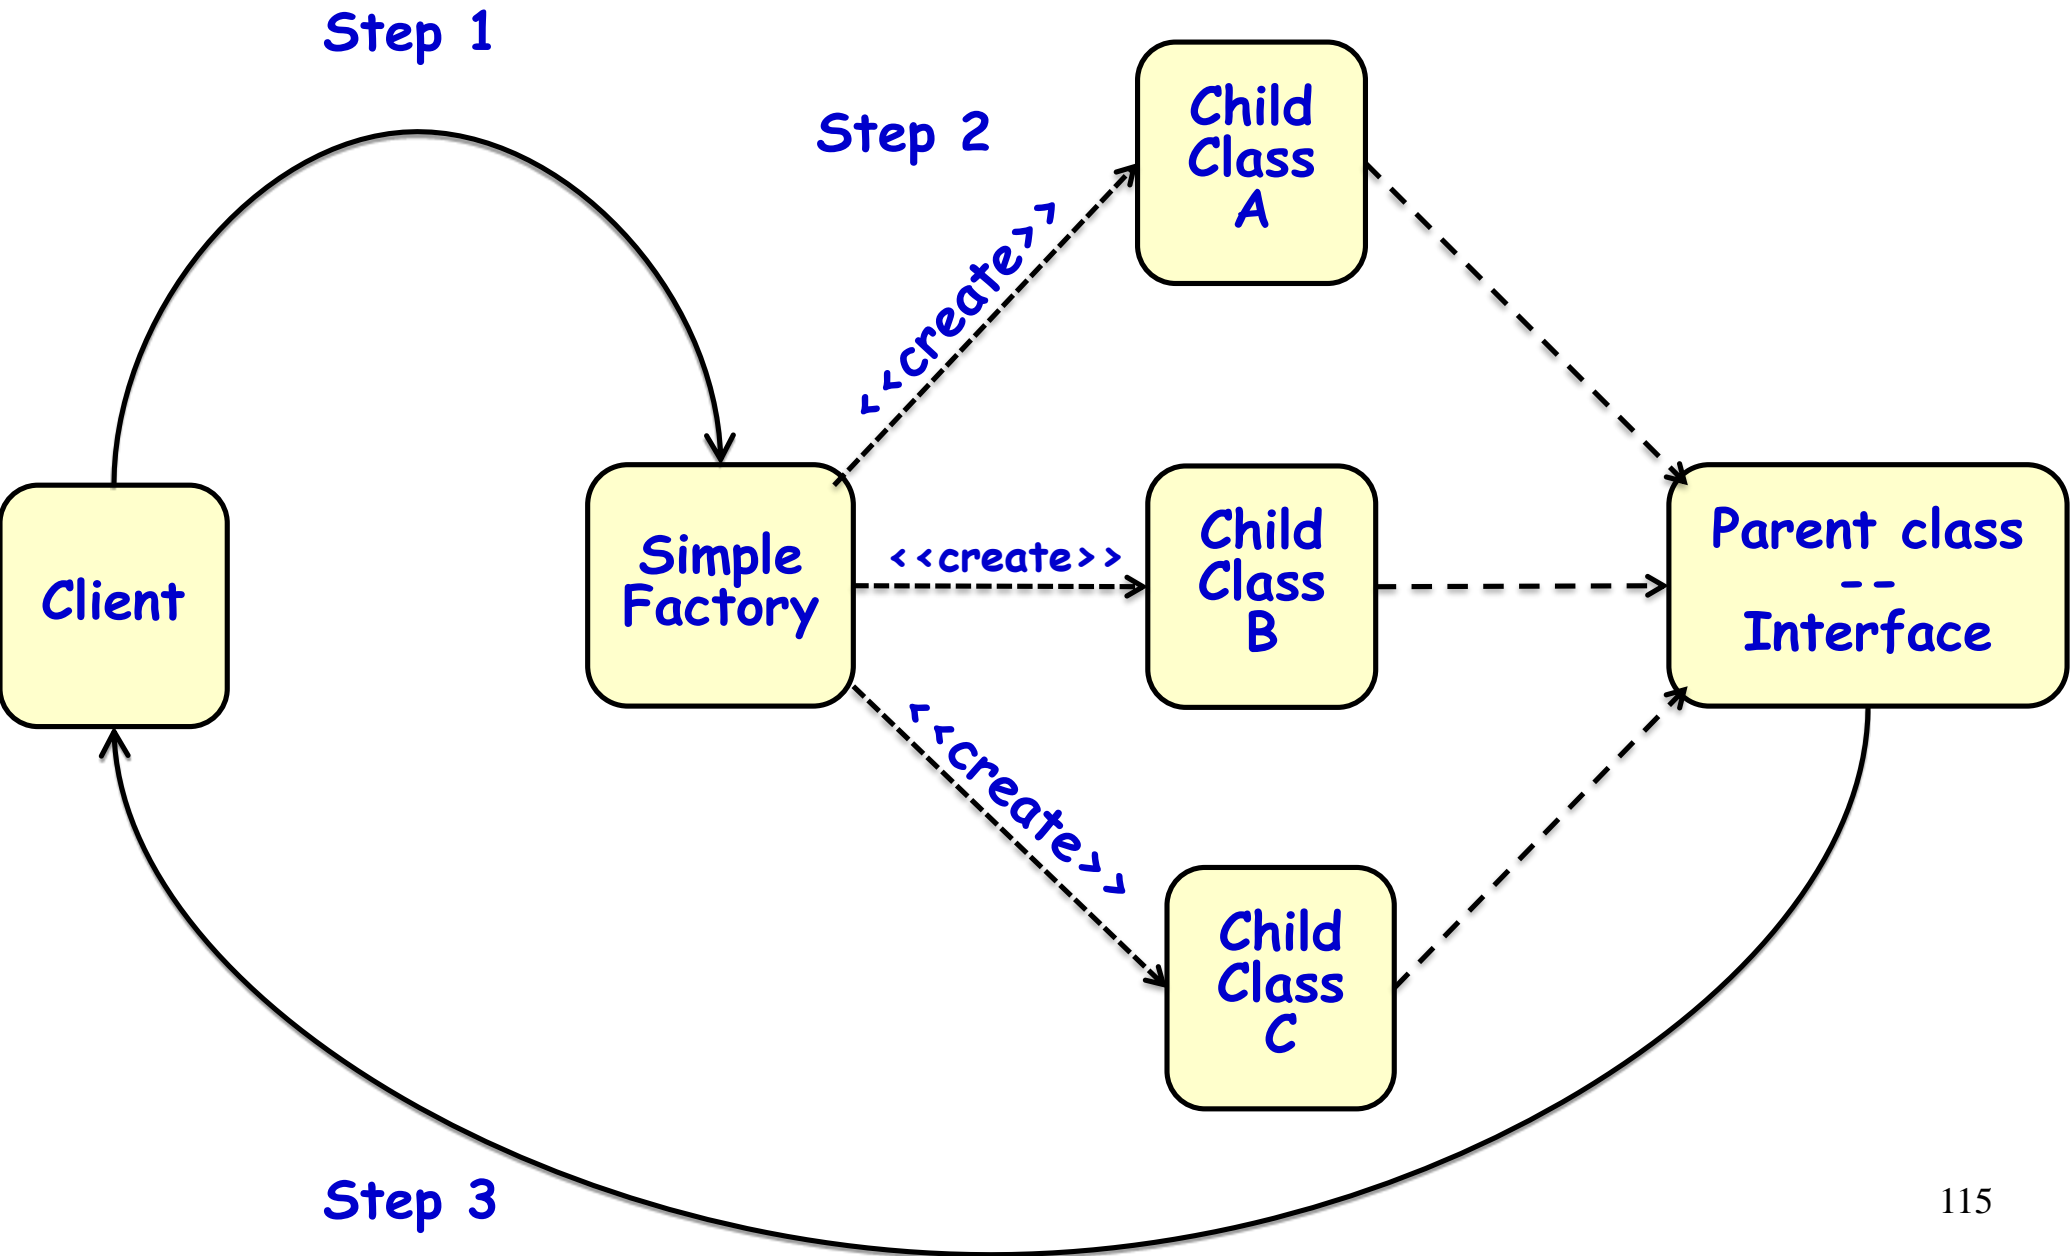 Step 1
Step 2
Child
Class
A
<<create>>
Client
Simple
Factory
<<create>>
Child
Class
B
Parent class
--
Interface
<<create>>
Child
Class
C
Step 3
115